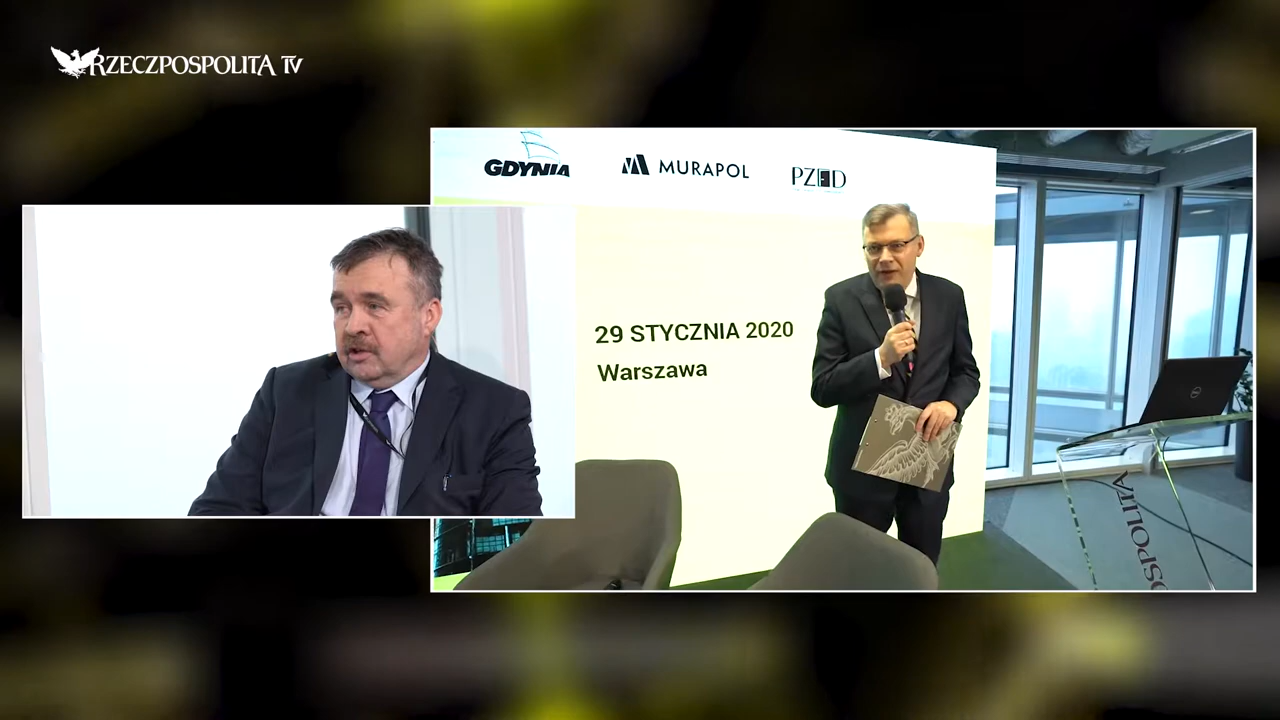 RZECZPOSPOLITA TV
GDYNIA
MURAPOL
PZFD
29 STYCZNIA 2020
Warszawa
OSPOLITA